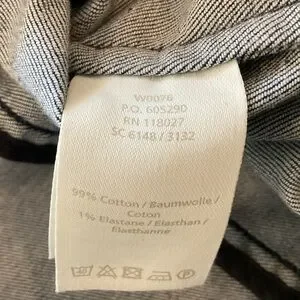 W0076
P.O. 605290
RN 118027
SC 6148 / 3132
99% Cotton / Baumwolle /
Coton
1% Elastane / Elasthan /
Elasthanne